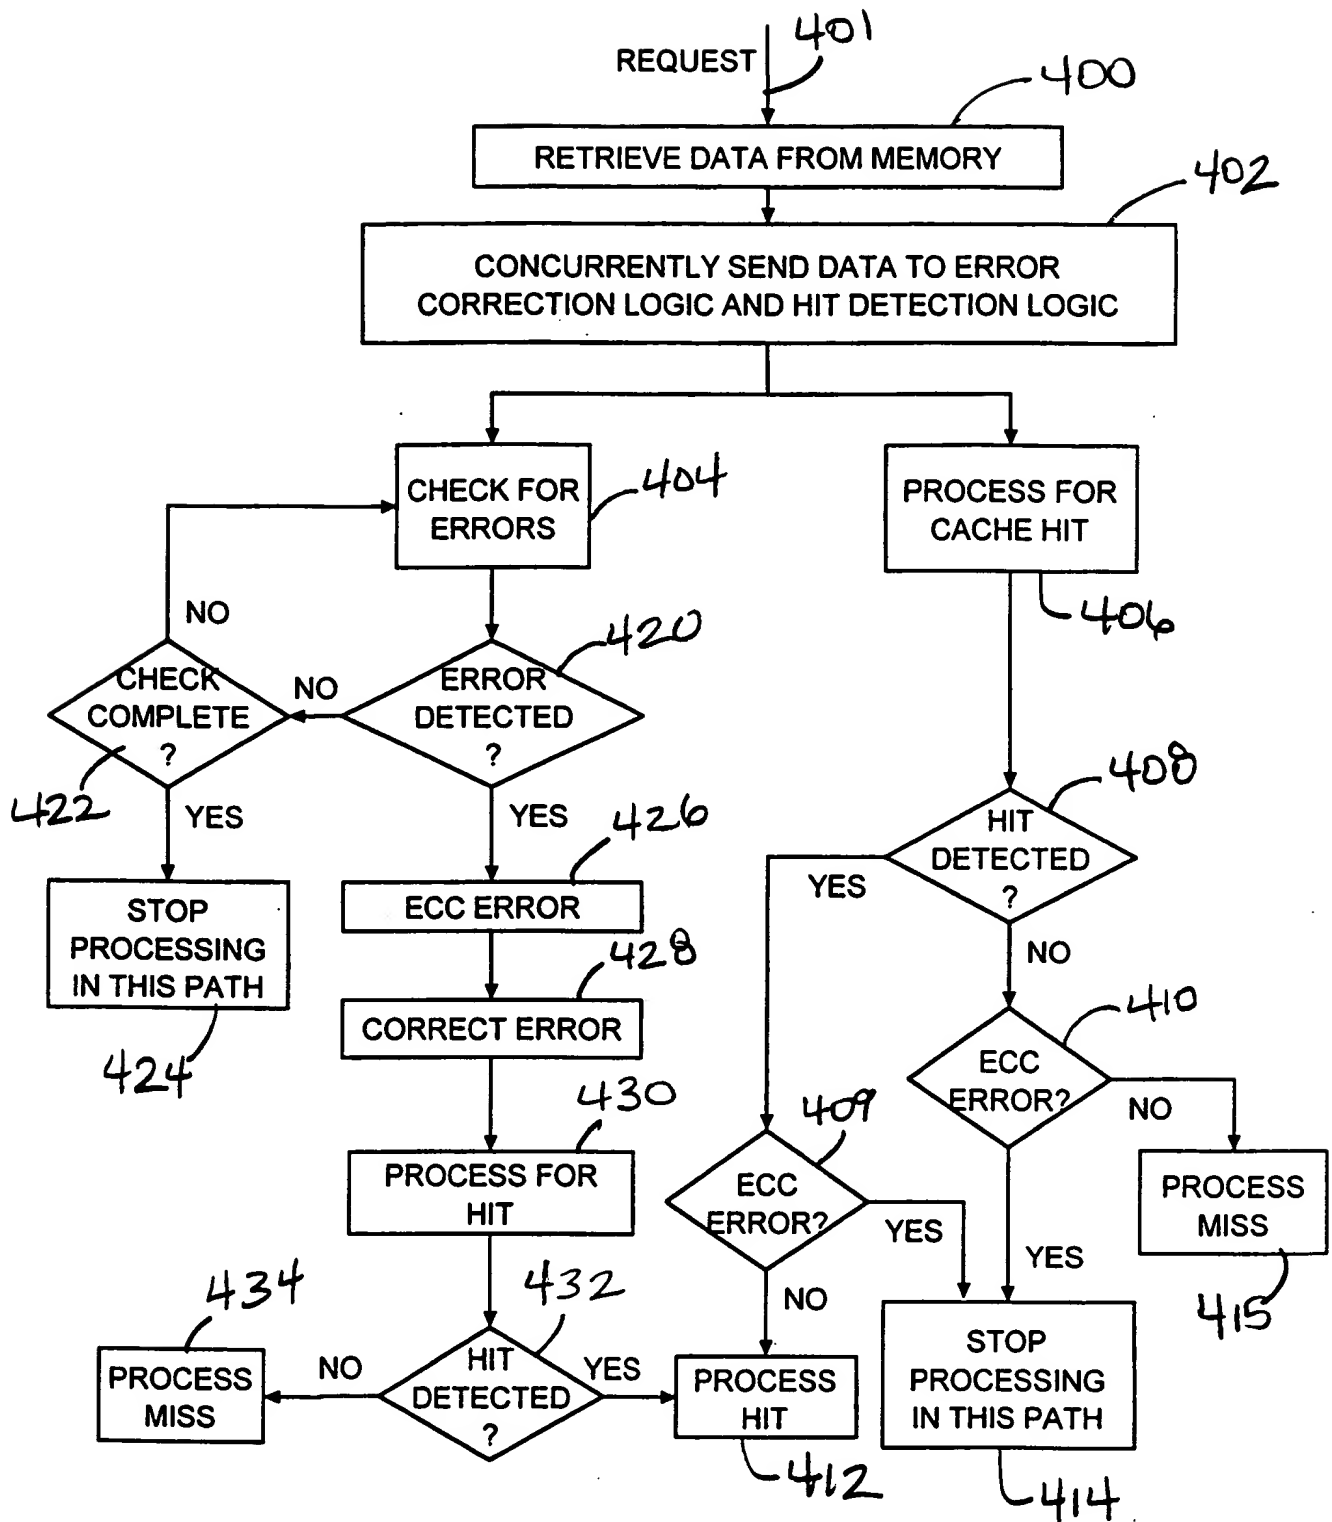 401
REQUEST
400
RETRIEVE DATA FROM MEMORY
402
CONCURRENTLY SEND DATA TO ERROR
CORRECTION LOGIC AND HIT DETECTION LOGIC
CHECK FOR
ERRORS
404
PROCESS FOR
CACHE HIT
406
NO
420
CHECK
COMPLETE
?
422
NO
ERROR
DETECTED
?
408
YES
YES
426
HIT
DETECTED
?
YES
NO
STOP
PROCESSING
IN THIS PATH
424
ECC ERROR
428
CORRECT ERROR
410
ECC
ERROR?
NO
430
409
PROCESS FOR
HIT
ECC
ERROR?
YES
PROCESS
MISS
415
YES
NO
434
432
PROCESS
MISS
NO
HIT
DETECTED
?
YES
PROCESS
HIT
412
STOP
PROCESSING
IN THIS PATH
414